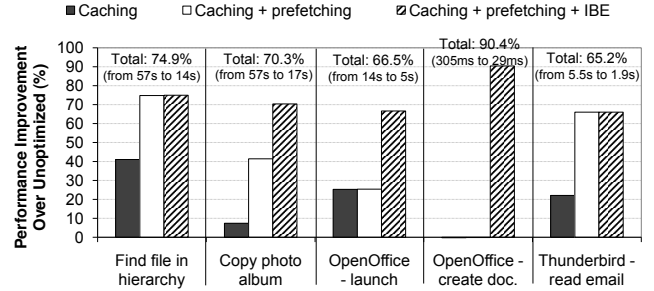 Caching Caching + prefetching Caching + prefetching + IBE
Performance Improvement
Over Unoptimized (%)
100
90
80
70
60
50
40
30
20
10
0
Total: 74.9%
(from 57s to 14s)
Total: 70.3%
(from 57s to 17s)
Total: 66.5%
(from 14s to 5s)
Total: 90.4%
(305ms to 29ms)
Total: 65.2%
(from 5.5s to 1.9s)
Find file in
hierarchy
Copy photo
album
OpenOffice
- launch
OpenOffice -
create doc.
Thunderbird -
read email